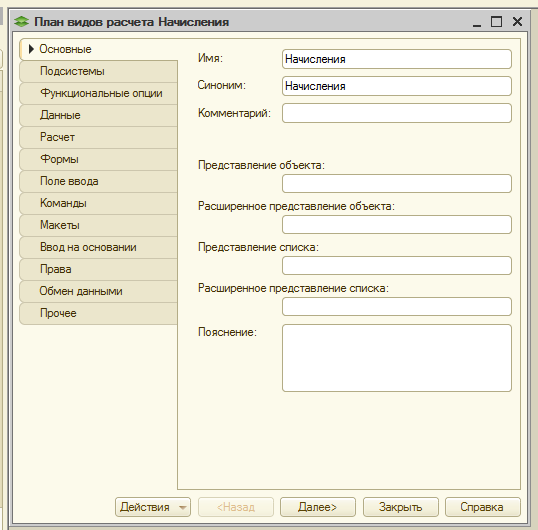 План видов расчета Начисления
Основные
Подсистемы
Функциональные опции
Данные
Расчет
Формы
Поле ввода
Команды
Макеты
Ввод на основании
Права
Обмен данными
Прочее
Имя: Начисления
Синоним: Начисления
Комментарий:
Представление объекта:
Расширенное представление объекта:
Представление списка:
Расширенное представление списка:
Пояснение:
Действия <Назад Далее> Закрыть Справка